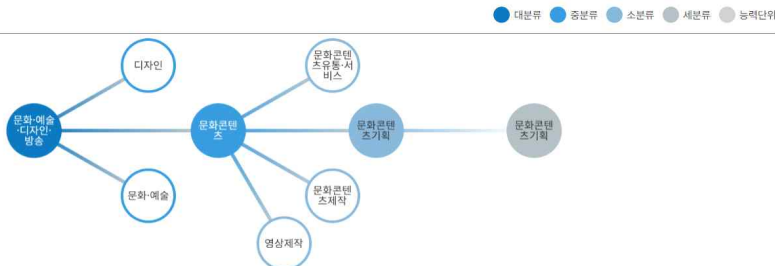 대분류 중분류 소분류 세분류 능력단위
디자인
문화콘텐
츠유통·서
비스
문화·예술
·디자인·
방송
문화콘텐
츠
문화콘텐
츠기획
문화콘텐
츠기획
문화·예술
문화콘텐
츠제작
영상제작